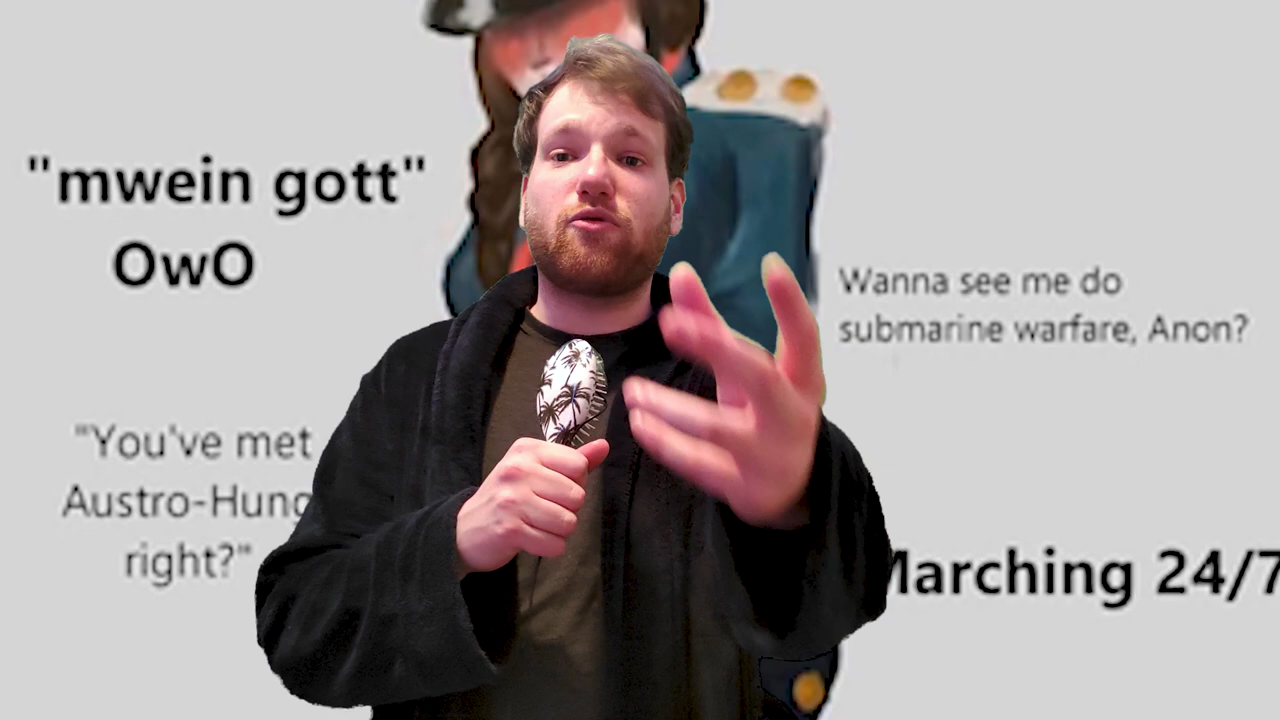 "mwein gott"
OwO
Wanna see me do
submarine warfare, Anon?
"You've met
Austro-Hung
right?"
Marching 24/7